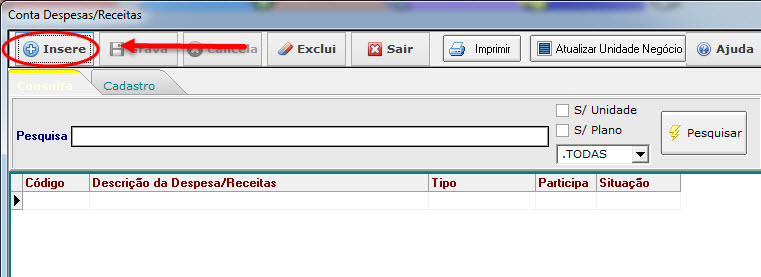 Conta Despesas/Receitas
Insere Grava Cancela Exclui Sair Imprimir Atualizar Unidade Negócio Ajuda
Consulta Cadastro
S/ Unidade
Pesquisa S/ Plano Pesquisar
.TODAS
Código Descrição da Despesa/Receitas Tipo Participa Situação